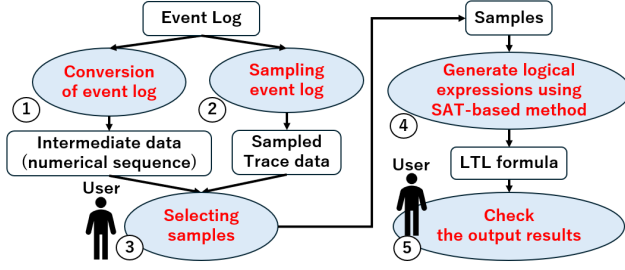 Event Log
Conversion
of event log
1
Sampling
event log
2
Intermediate data
(numerical sequence)
Sampled
Trace data
User
Selecting
samples
3
Samples
Generate logical
expressions using
SAT-based method
4
LTL formula
User
Check
the output results
5